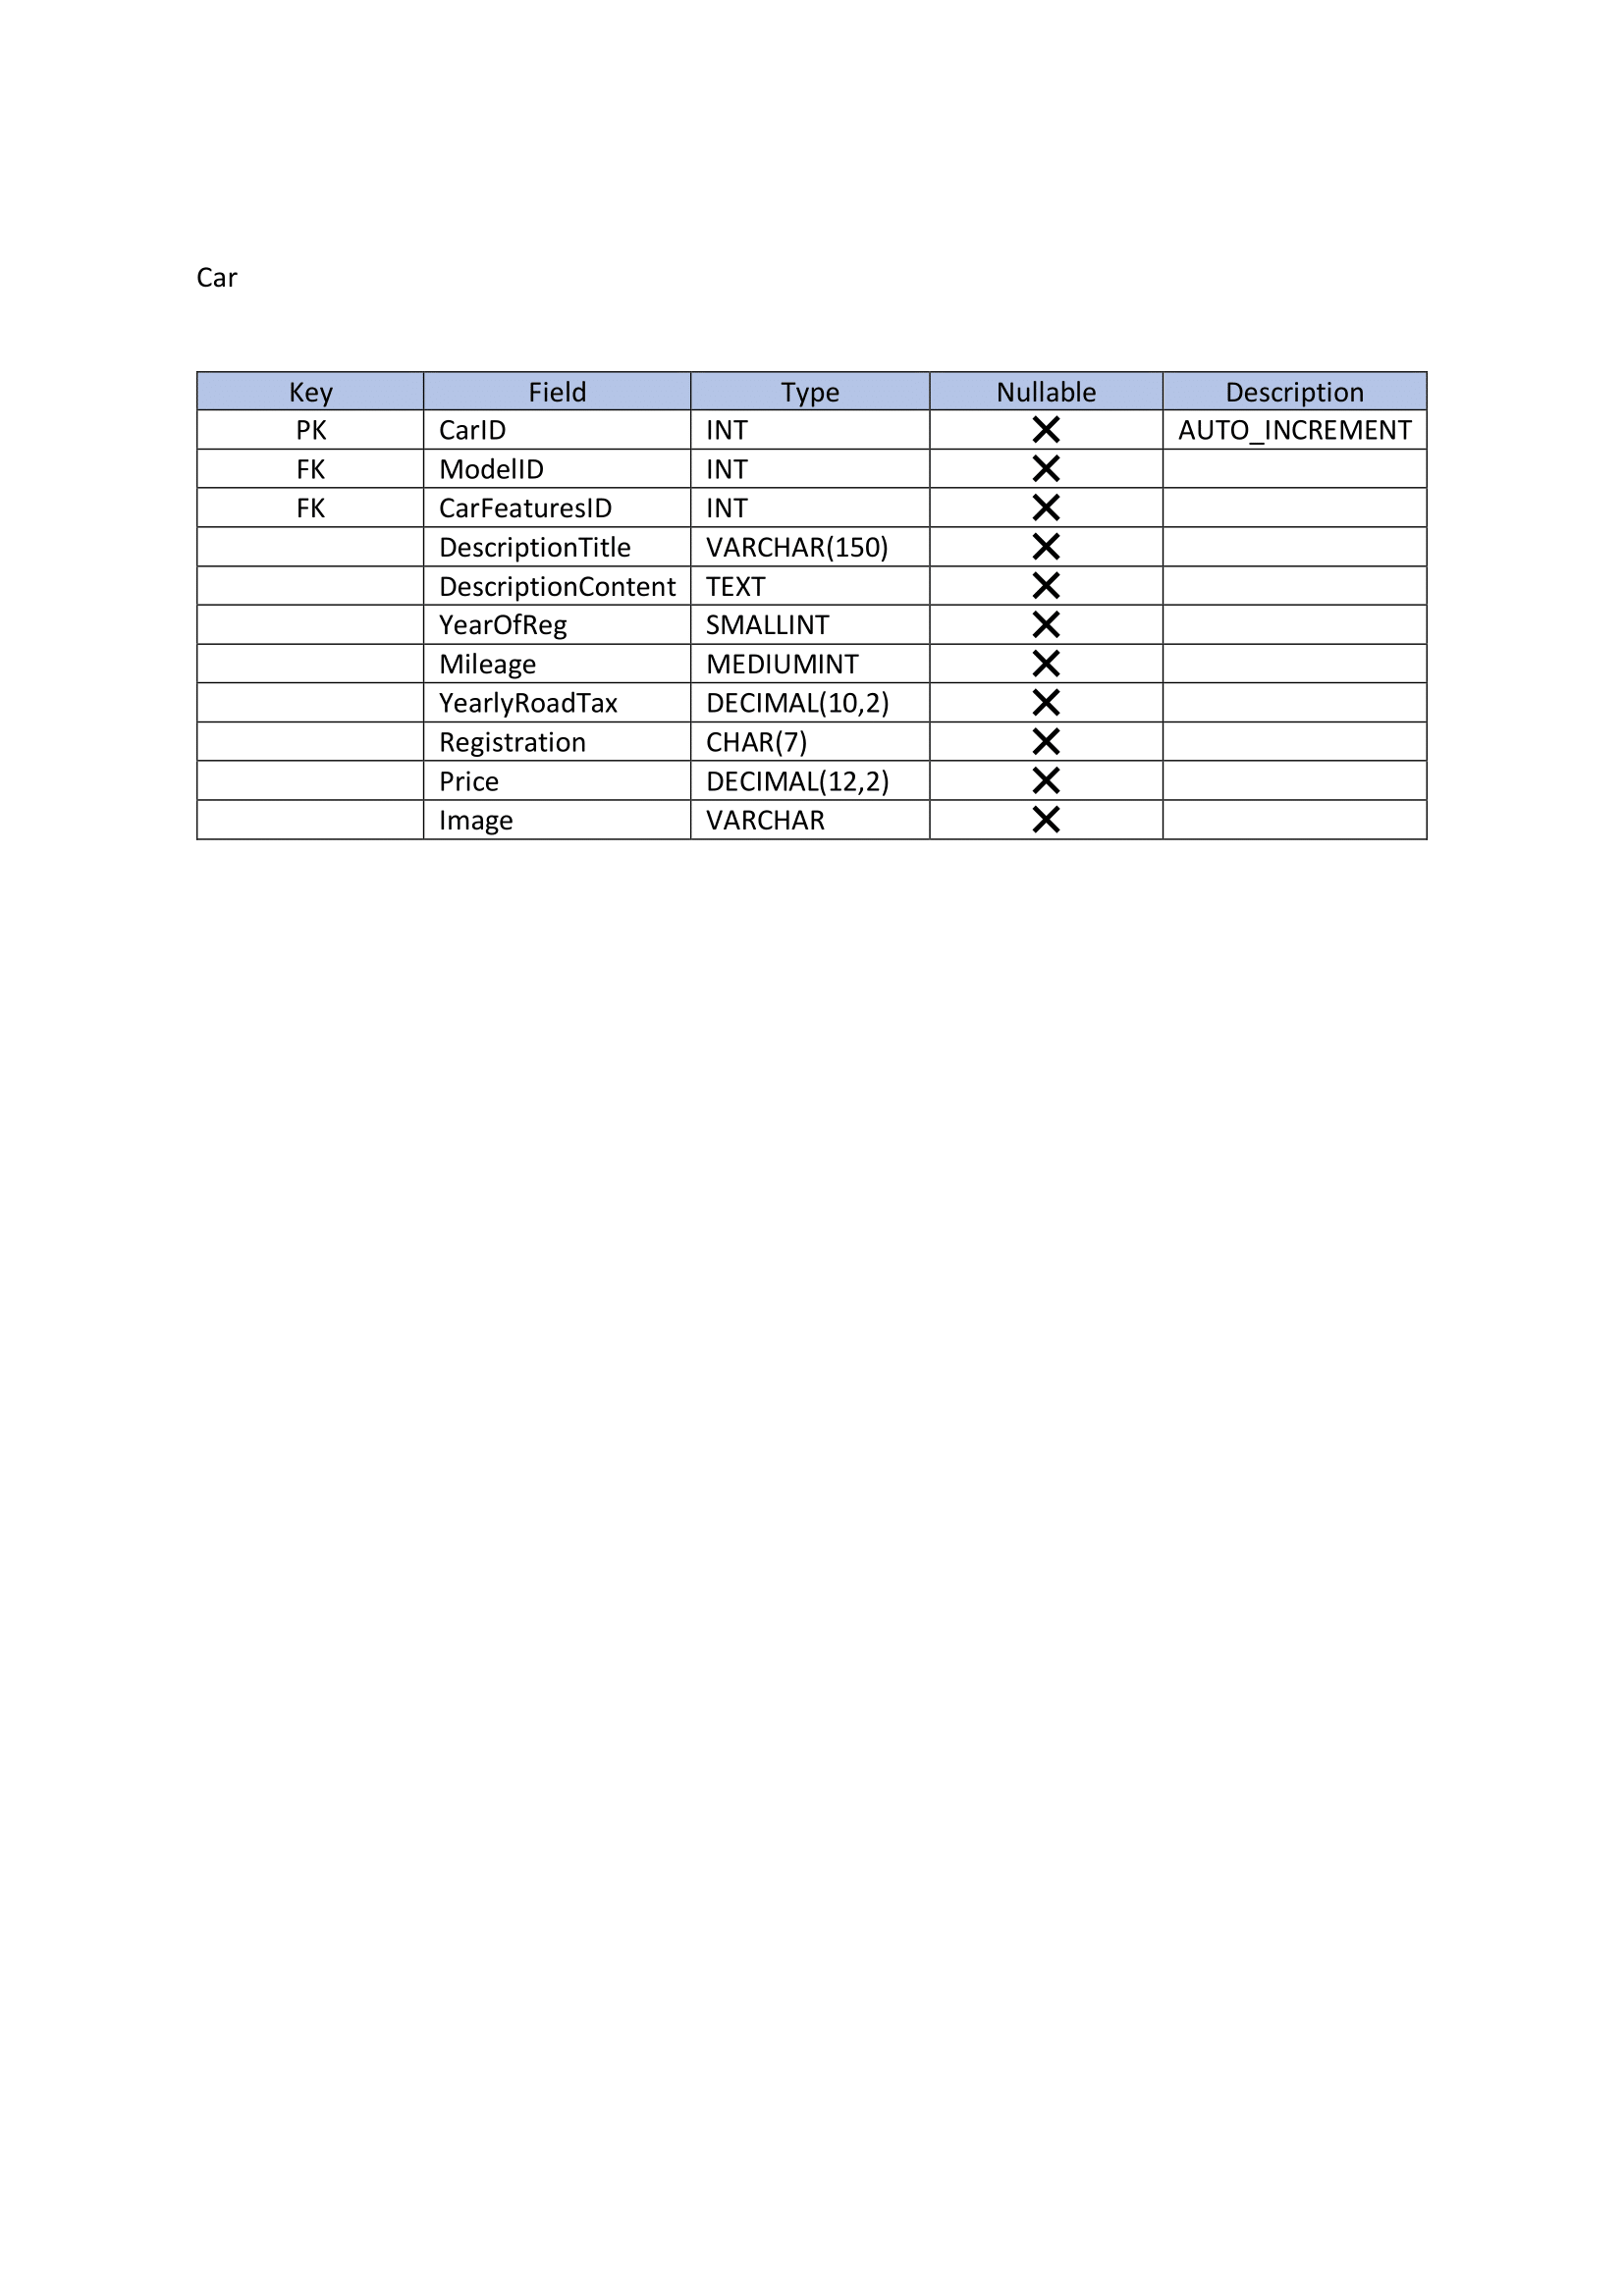 Car
Key Field Type Nullable Description
PK CarID INT ✕ AUTO_INCREMENT
FK ModelID INT ✕
FK CarFeaturesID INT ✕
DescriptionTitle VARCHAR(150) ✕
DescriptionContent TEXT ✕
YearOfReg SMALLINT ✕
Mileage MEDIUMINT ✕
YearlyRoadTax DECIMAL(10,2) ✕
Registration CHAR(7) ✕
Price DECIMAL(12,2) ✕
Image VARCHAR ✕